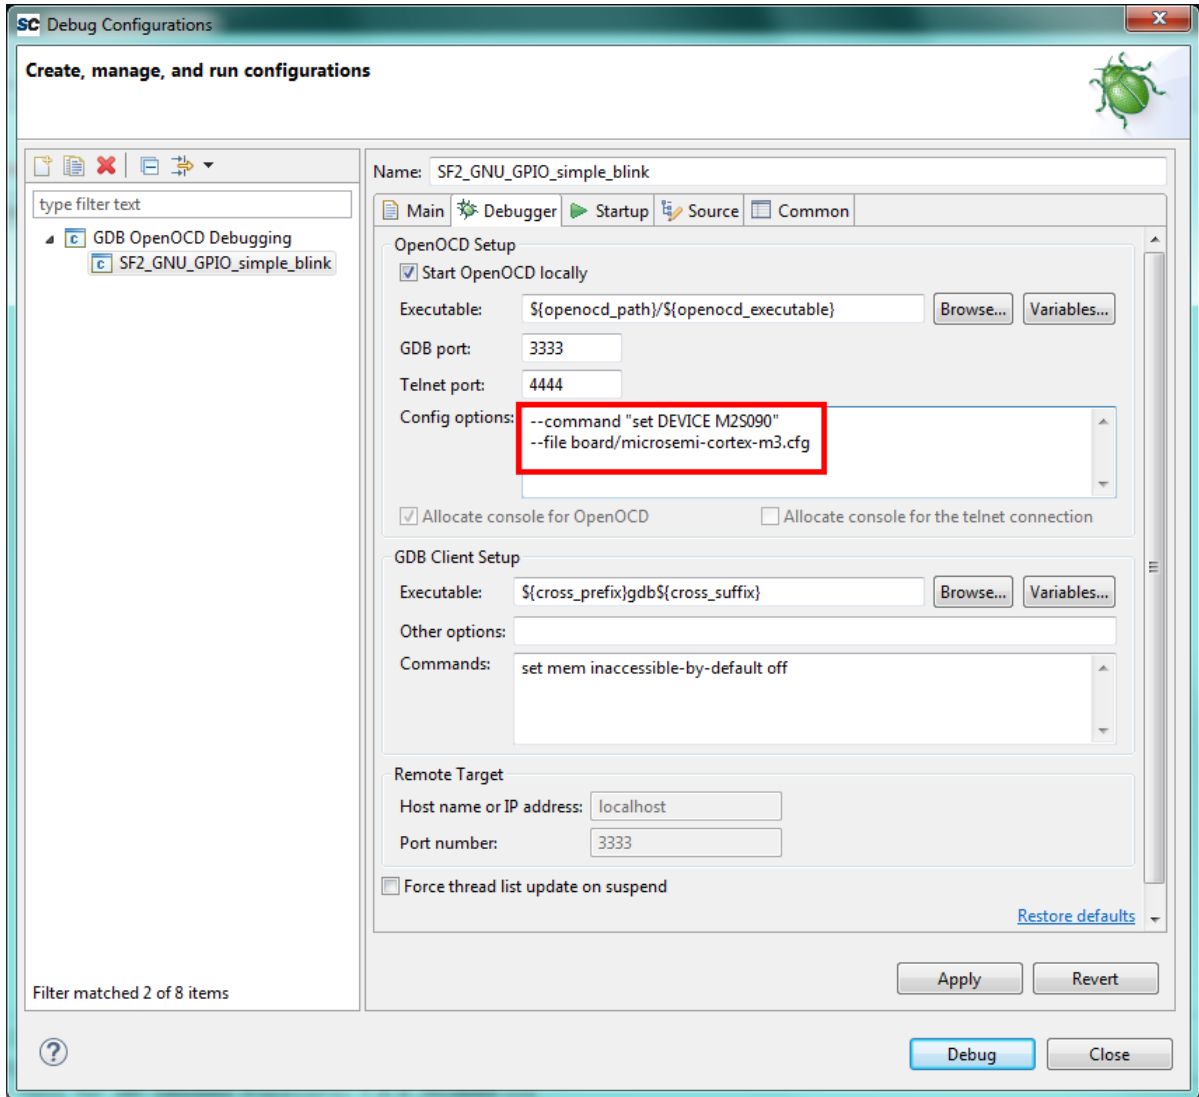 SC Debug Configurations
Create, manage, and run configurations
type filter text
GDB OpenOCD Debugging
SF2_GNU_GPIO_simple_blink
Filter matched 2 of 8 items
Name: SF2_GNU_GPIO_simple_blink
Main Debugger Startup Source Common
OpenOCD Setup
Start OpenOCD locally
Executable: ${openocd_path}/${openocd_executable} Browse... Variables...
GDB port: 3333
Telnet port: 4444
Config options: --command "set DEVICE M2S090"
--file board/microsemi-cortex-m3.cfg
Allocate console for OpenOCD Allocate console for the telnet connection
GDB Client Setup
Executable: ${cross_prefix}gdb${cross_suffix} Browse... Variables...
Other options:
Commands: set mem inaccessible-by-default off
Remote Target
Host name or IP address: localhost
Port number: 3333
Force thread list update on suspend
Restore defaults
Apply Revert
Debug Close